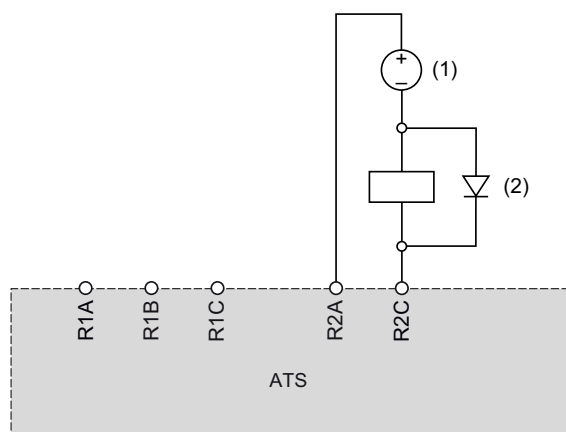 +
−
(1)
(2)
R1A
R1B
R1C
R2A
R2C
ATS